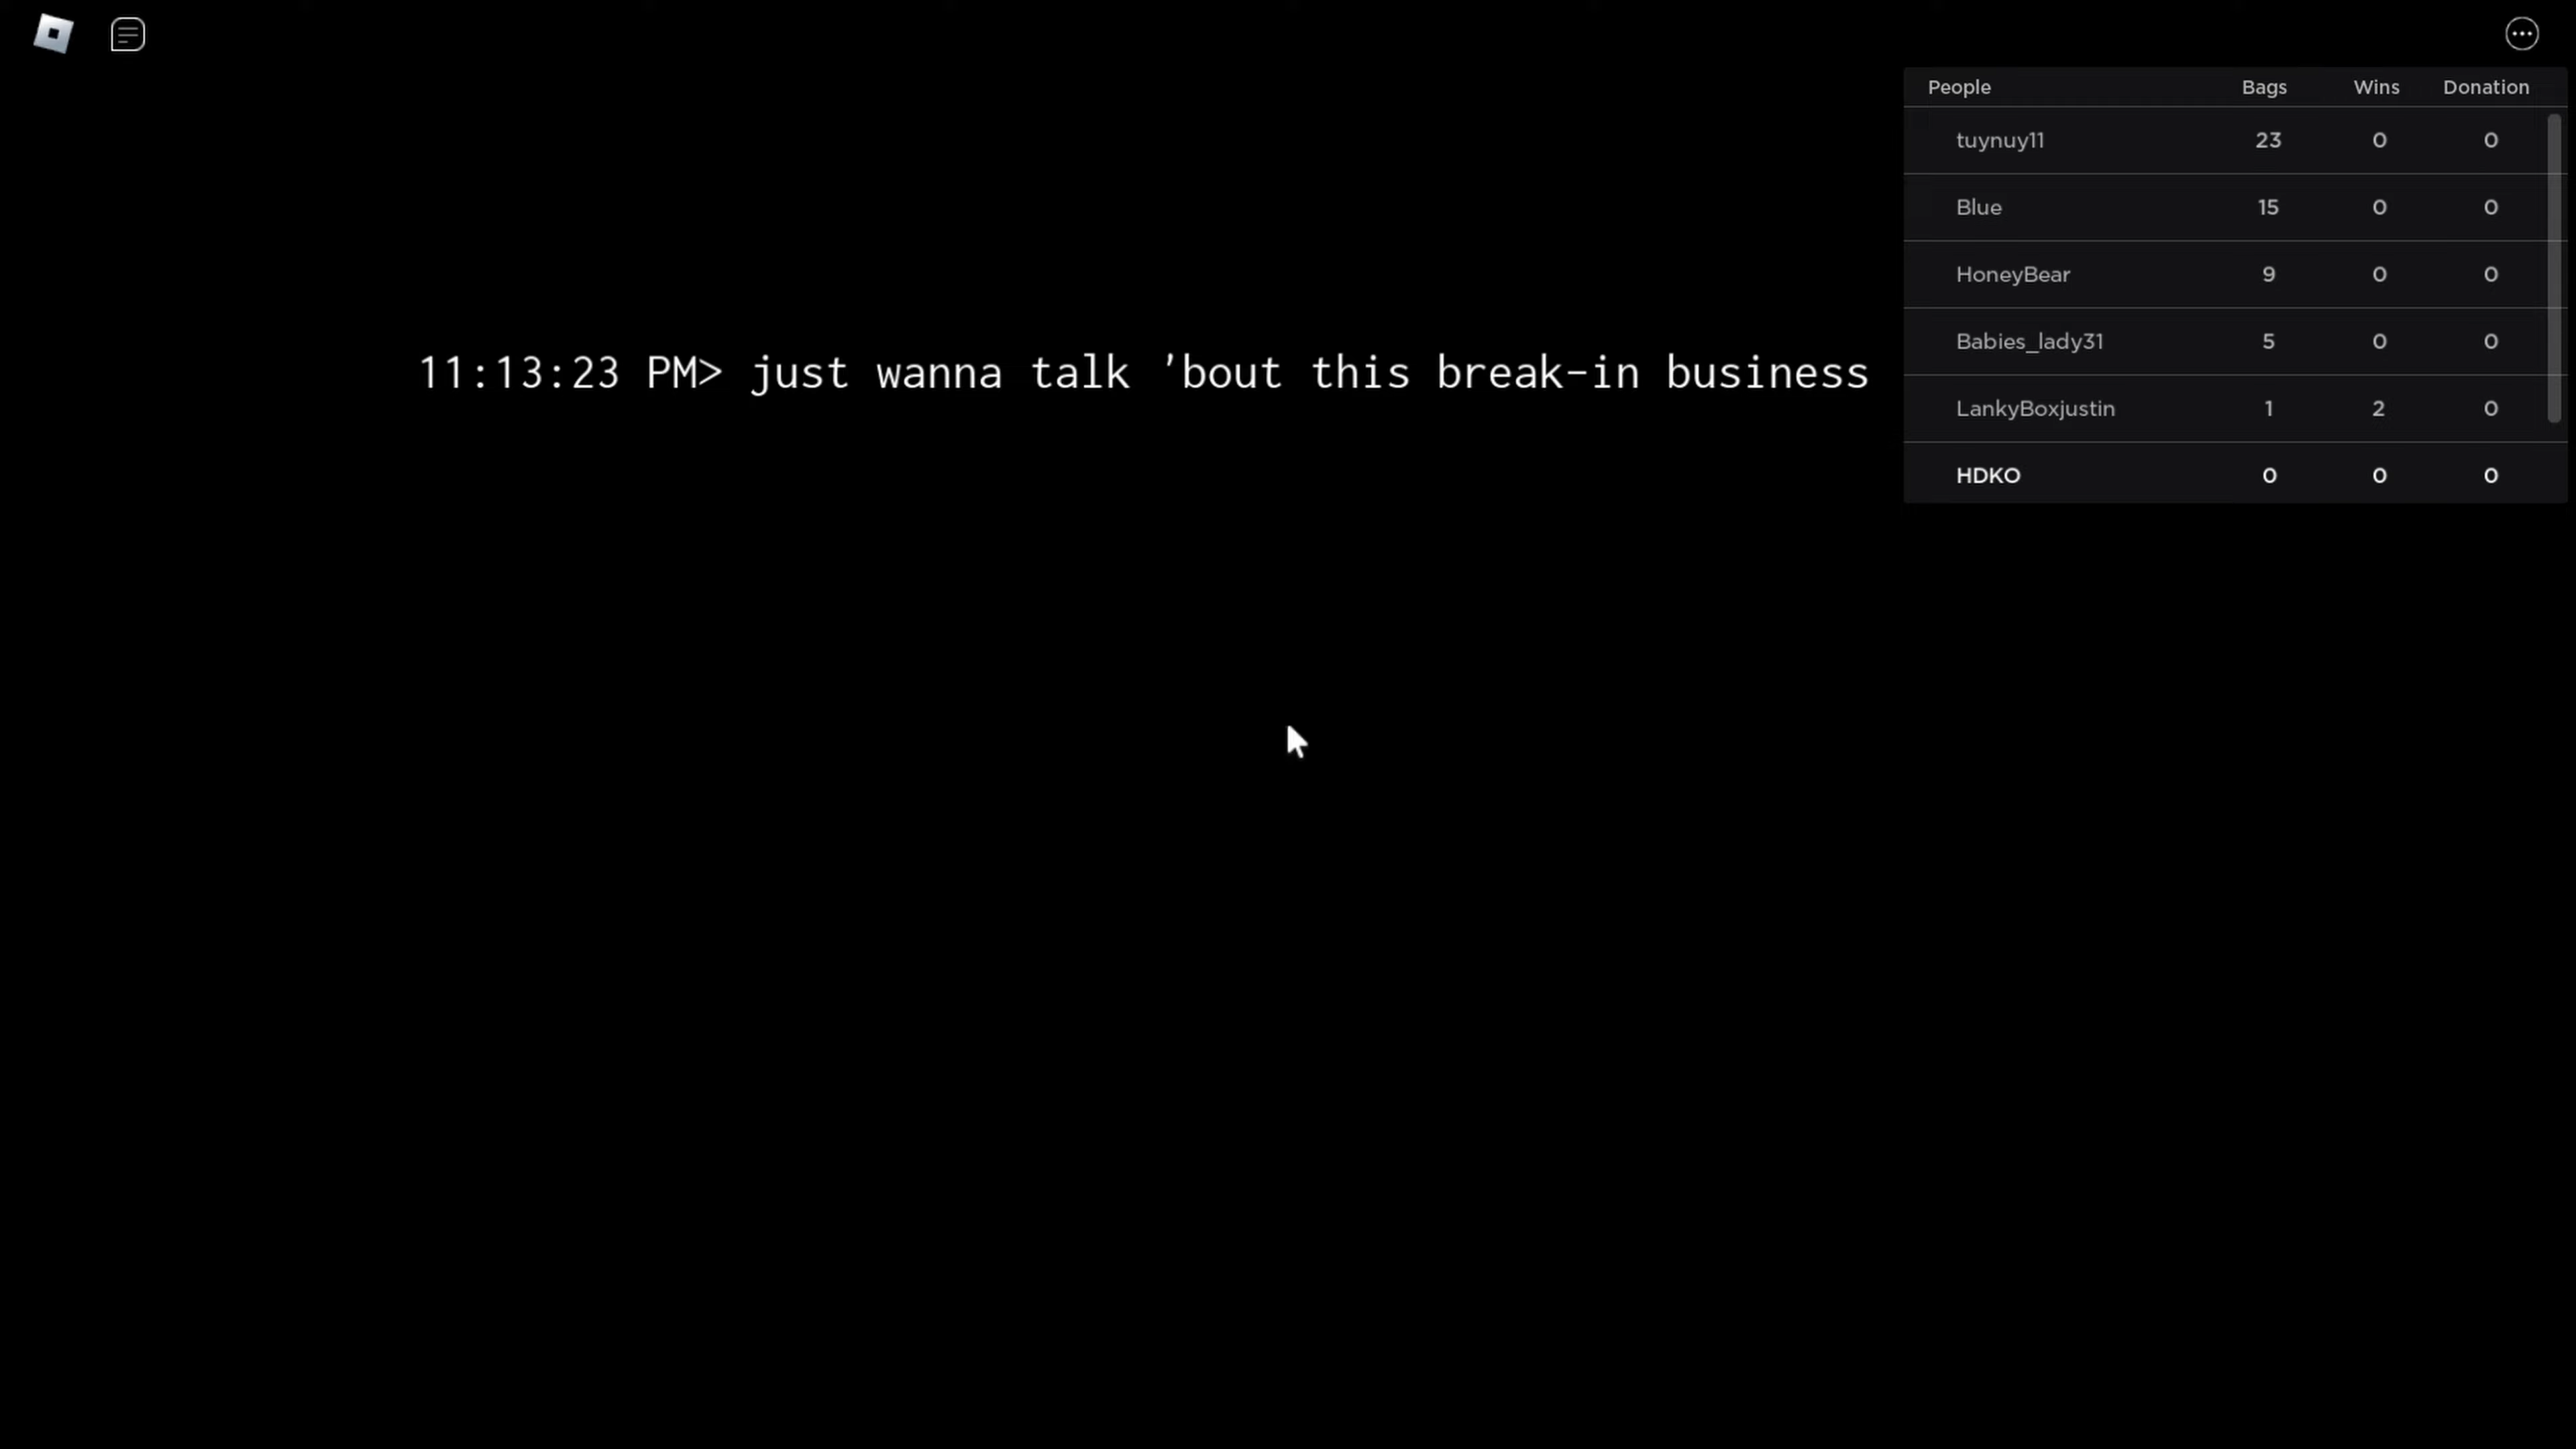 People Bags Wins Donation
tuynuy11 23 0 0
Blue 15 0 0
HoneyBear 9 0 0
Babies_lady31 5 0 0
LankyBoxjustin 1 2 0
HDKO 0 0 0
11:13:23 PM> just wanna talk 'bout this break-in business